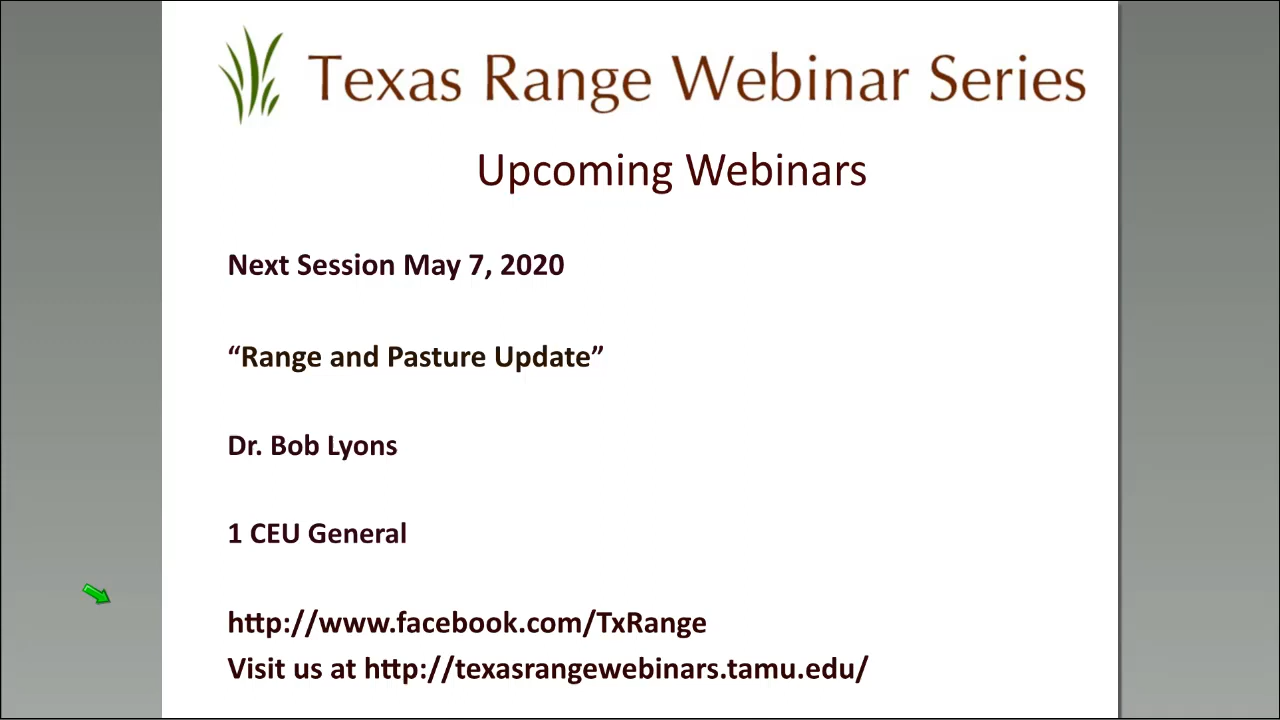 Texas Range Webinar Series
Upcoming Webinars
Next Session May 7, 2020
“Range and Pasture Update”
Dr. Bob Lyons
1 CEU General
http://www.facebook.com/TxRange
Visit us at http://texasrangewebinars.tamu.edu/